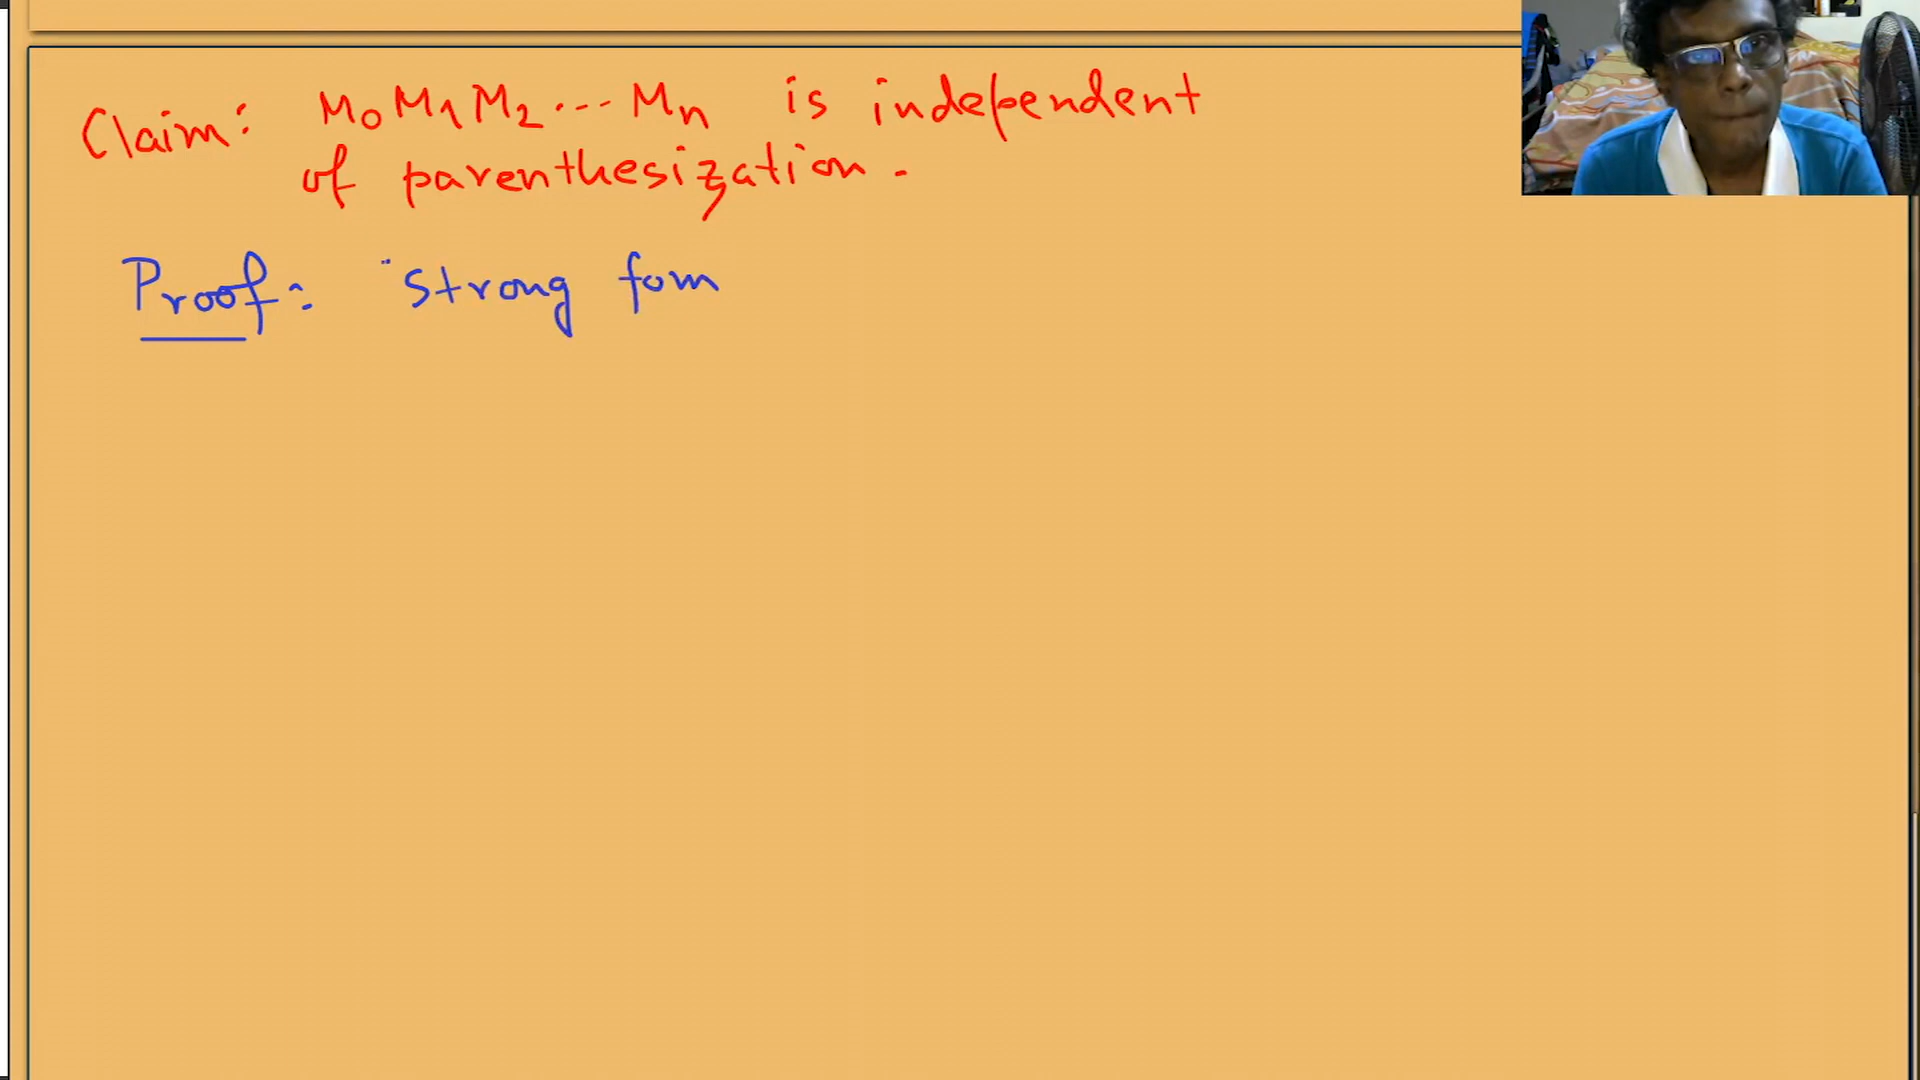 Claim: M₀M₁M₂...Mₙ is independent
of parenthesization.
Proof: Strong fom